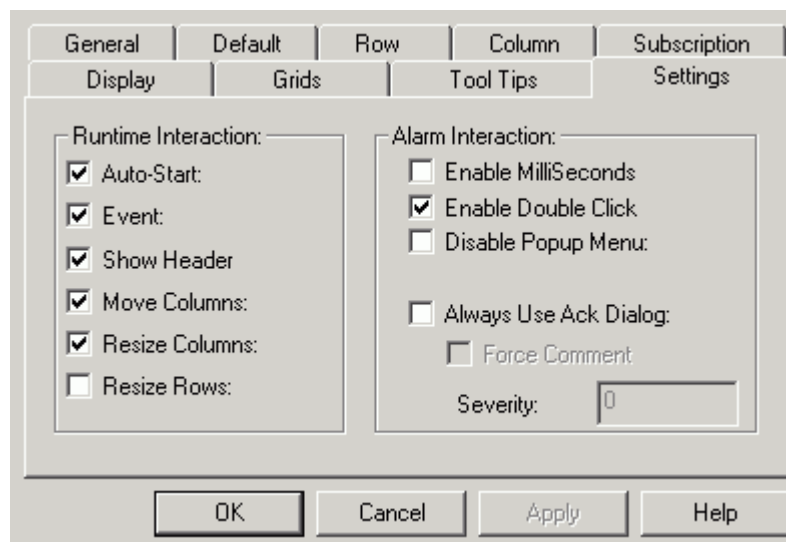 General Default Row Column Subscription
Display Grids Tool Tips Settings
Runtime Interaction:
Auto-Start:
Event:
Show Header
Move Columns:
Resize Columns:
Resize Rows:
Alarm Interaction:
Enable MilliSeconds
Enable Double Click
Disable Popup Menu:
Always Use Ack Dialog:
Force Comment
Severity: 0
OK Cancel Apply Help